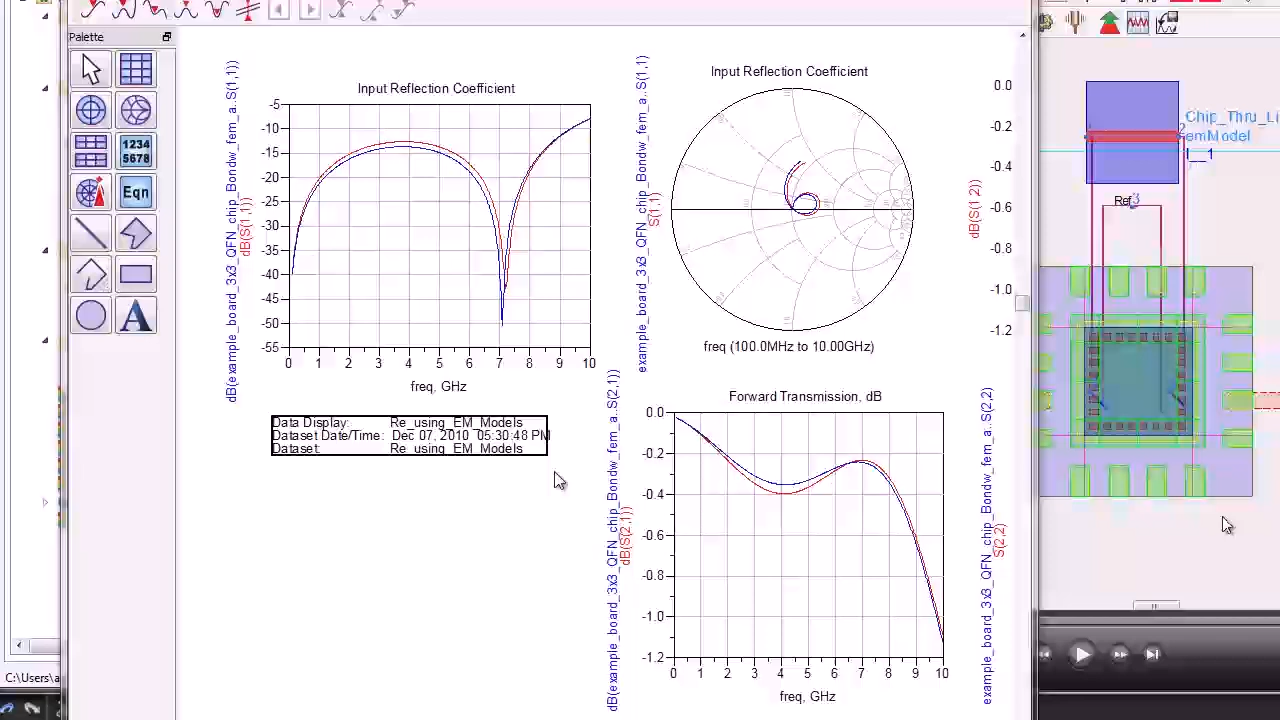 Palette
1234
5678
Eqn
A
Input Reflection Coefficient
dB(example_board_3x3_QFN_chip_Bondw_fem_a..S(1,1))
dB(S(1,1))
-5
-10
-15
-20
-25
-30
-35
-40
-45
-50
-55
0 1 2 3 4 5 6 7 8 9 10
freq, GHz
Input Reflection Coefficient
example_board_3x3_QFN_chip_Bondw_fem_a..S(1,1)
S(1,1)
freq (100.0MHz to 10.00GHz)
dB(S(1,2))
0.0
-0.2
-0.4
-0.6
-0.8
-1.0
-1.2
Chip_Thru_Li
emModel
I__1
1
2
Ref
3
Data Display: Re_using_EM_Models
Dataset Date/Time: Dec 07, 2010 05:30:48 PM
Dataset: Re_using_EM_Models
Forward Transmission, dB
dB(example_board_3x3_QFN_chip_Bondw_fem_a..S(2,1))
dB(S(2,1))
0.0
-0.2
-0.4
-0.6
-0.8
-1.0
-1.2
0 1 2 3 4 5 6 7 8 9 10
freq, GHz
example_board_3x3_QFN_chip_Bondw_fem_a..S(2,2)
S(2,2)
C:\Users\a